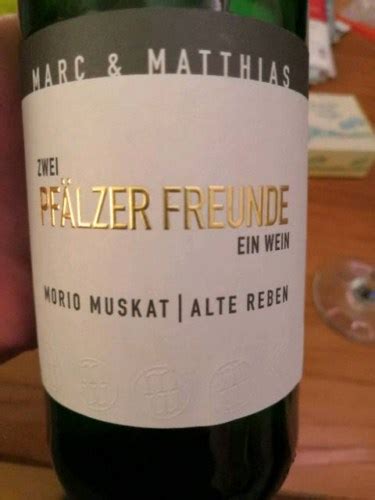 MARC & MATTHIAS
ZWEI
PFÄLZER FREUNDE
EIN WEIN
MORIO MUSKAT | ALTE REBEN